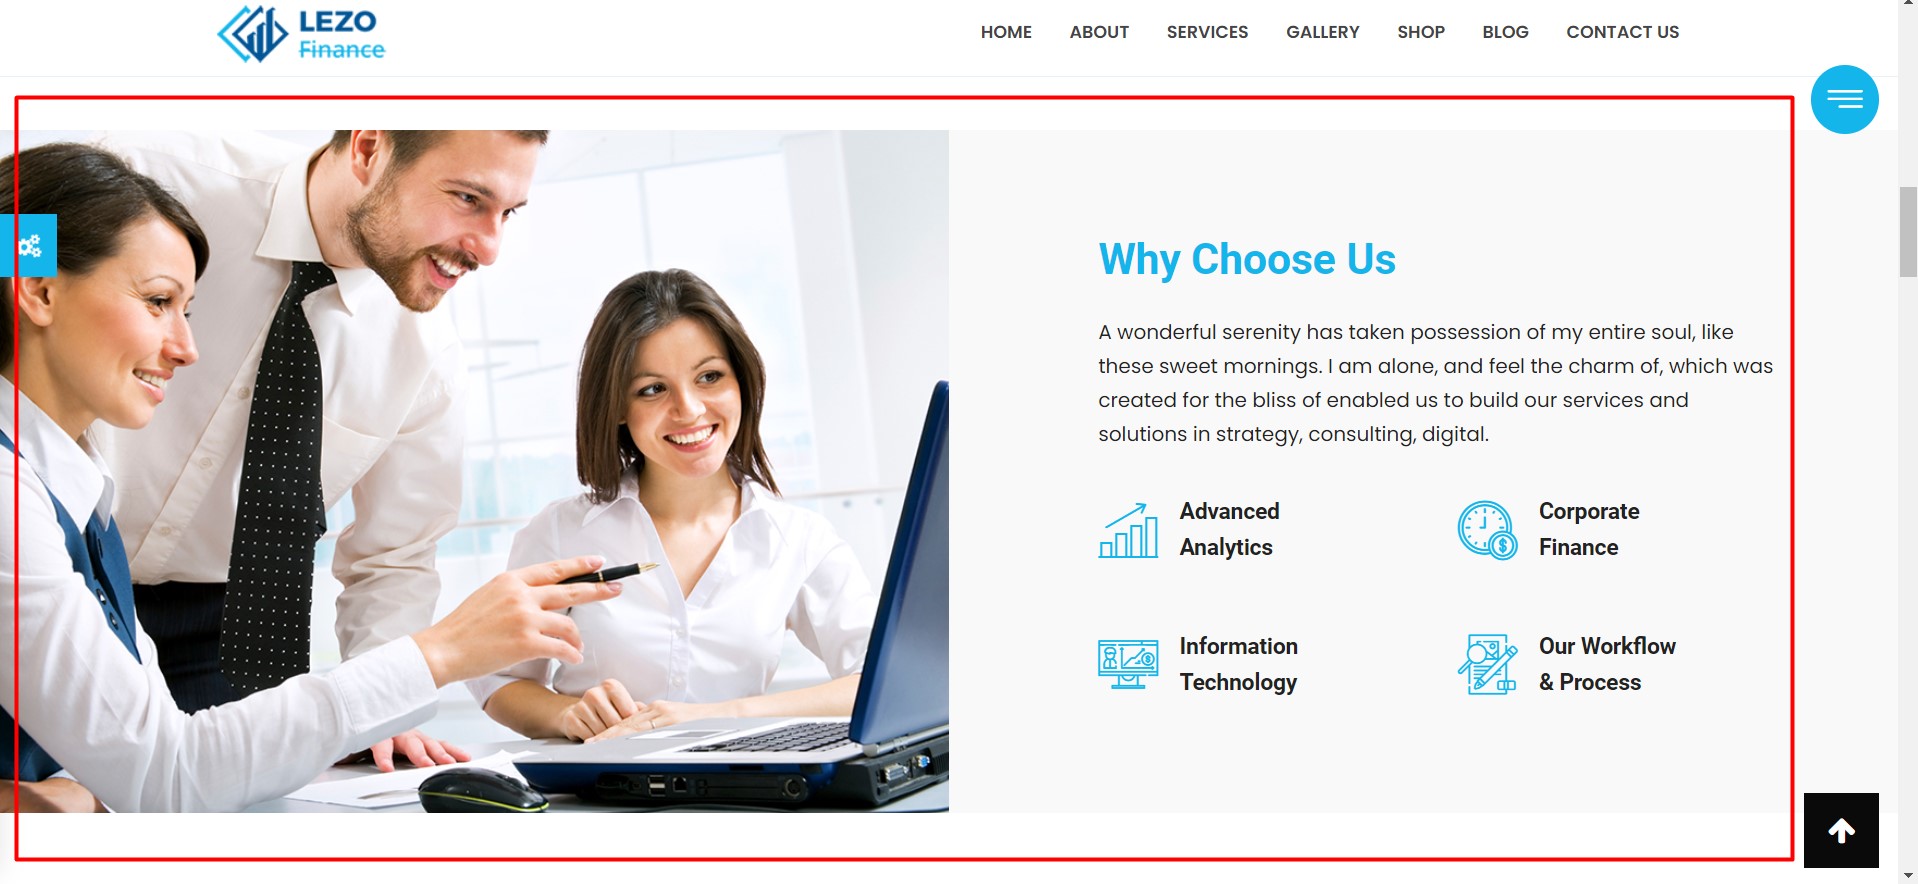 LEZO
Finance
HOME ABOUT SERVICES GALLERY SHOP BLOG CONTACT US
Why Choose Us
A wonderful serenity has taken possession of my entire soul, like
these sweet mornings. I am alone, and feel the charm of, which was
created for the bliss of enabled us to build our services and
solutions in strategy, consulting, digital.
Advanced
Analytics
Corporate
Finance
Information
Technology
Our Workflow
& Process